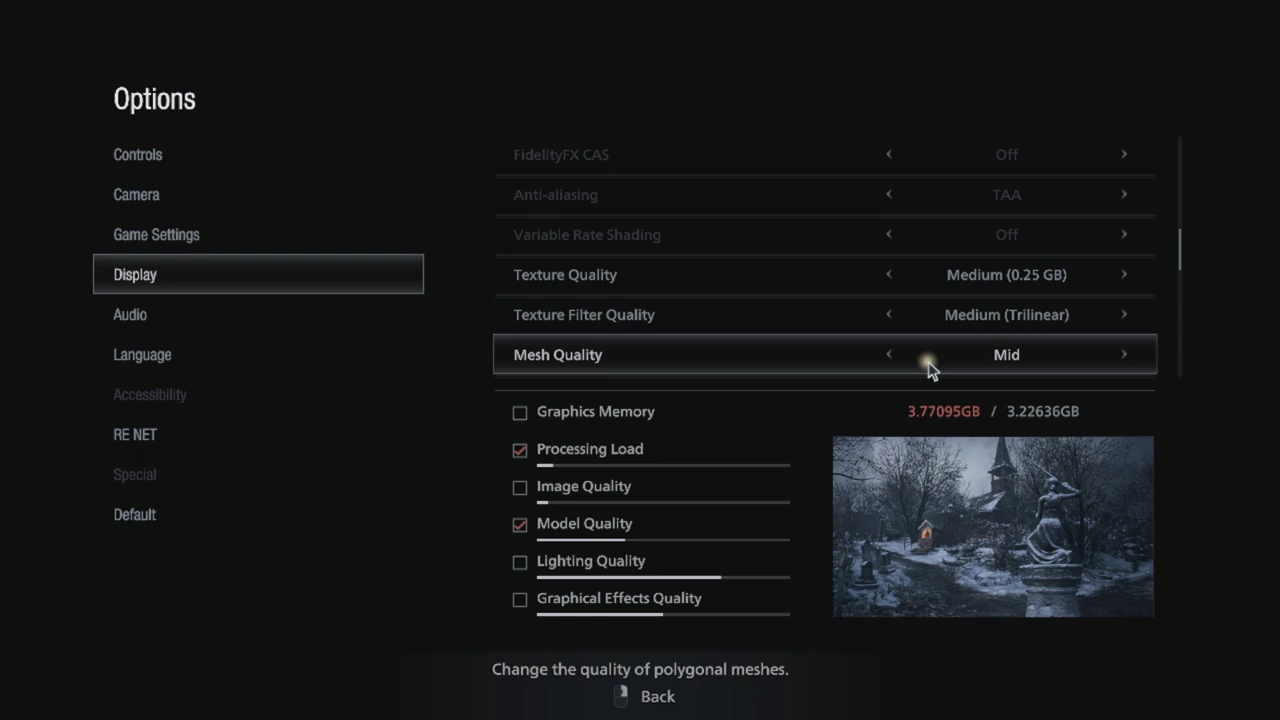 Options
Controls
Camera
Game Settings
Display
Audio
Language
Accessibility
RE NET
Special
Default
FidelityFX CAS Off
Anti-aliasing TAA
Variable Rate Shading Off
Texture Quality Medium (0.25 GB)
Texture Filter Quality Medium (Trilinear)
Mesh Quality Mid
Graphics Memory 3.77095GB / 3.22636GB
Processing Load
Image Quality
Model Quality
Lighting Quality
Graphical Effects Quality
Change the quality of polygonal meshes.
Back